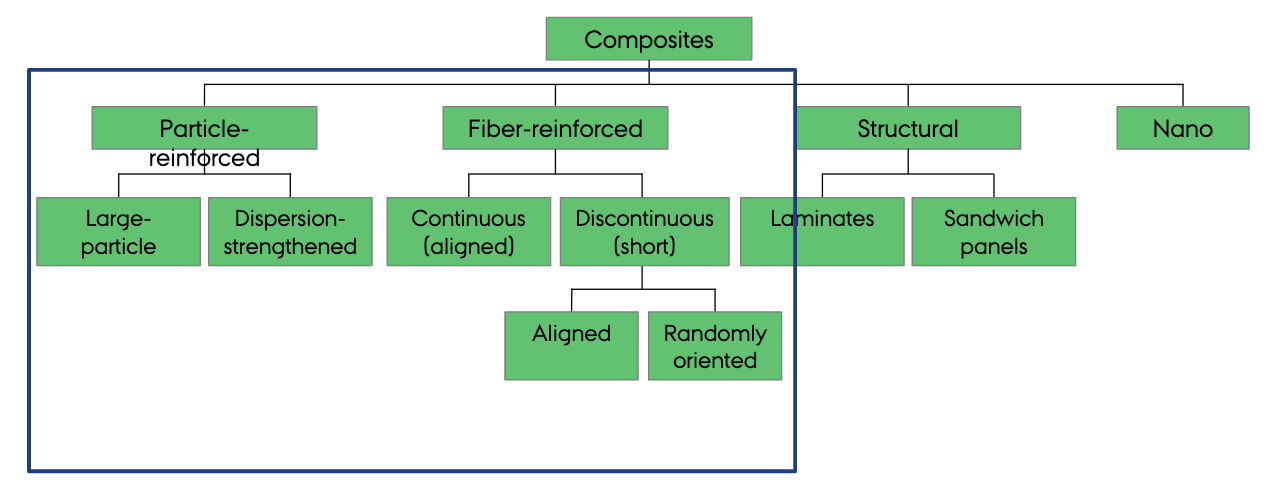 Composites
Particle-
reinforced
Fiber-reinforced
Structural
Nano
Large-
particle
Dispersion-
strengthened
Continuous
(aligned)
Discontinuous
(short)
Laminates
Sandwich
panels
Aligned
Randomly
oriented